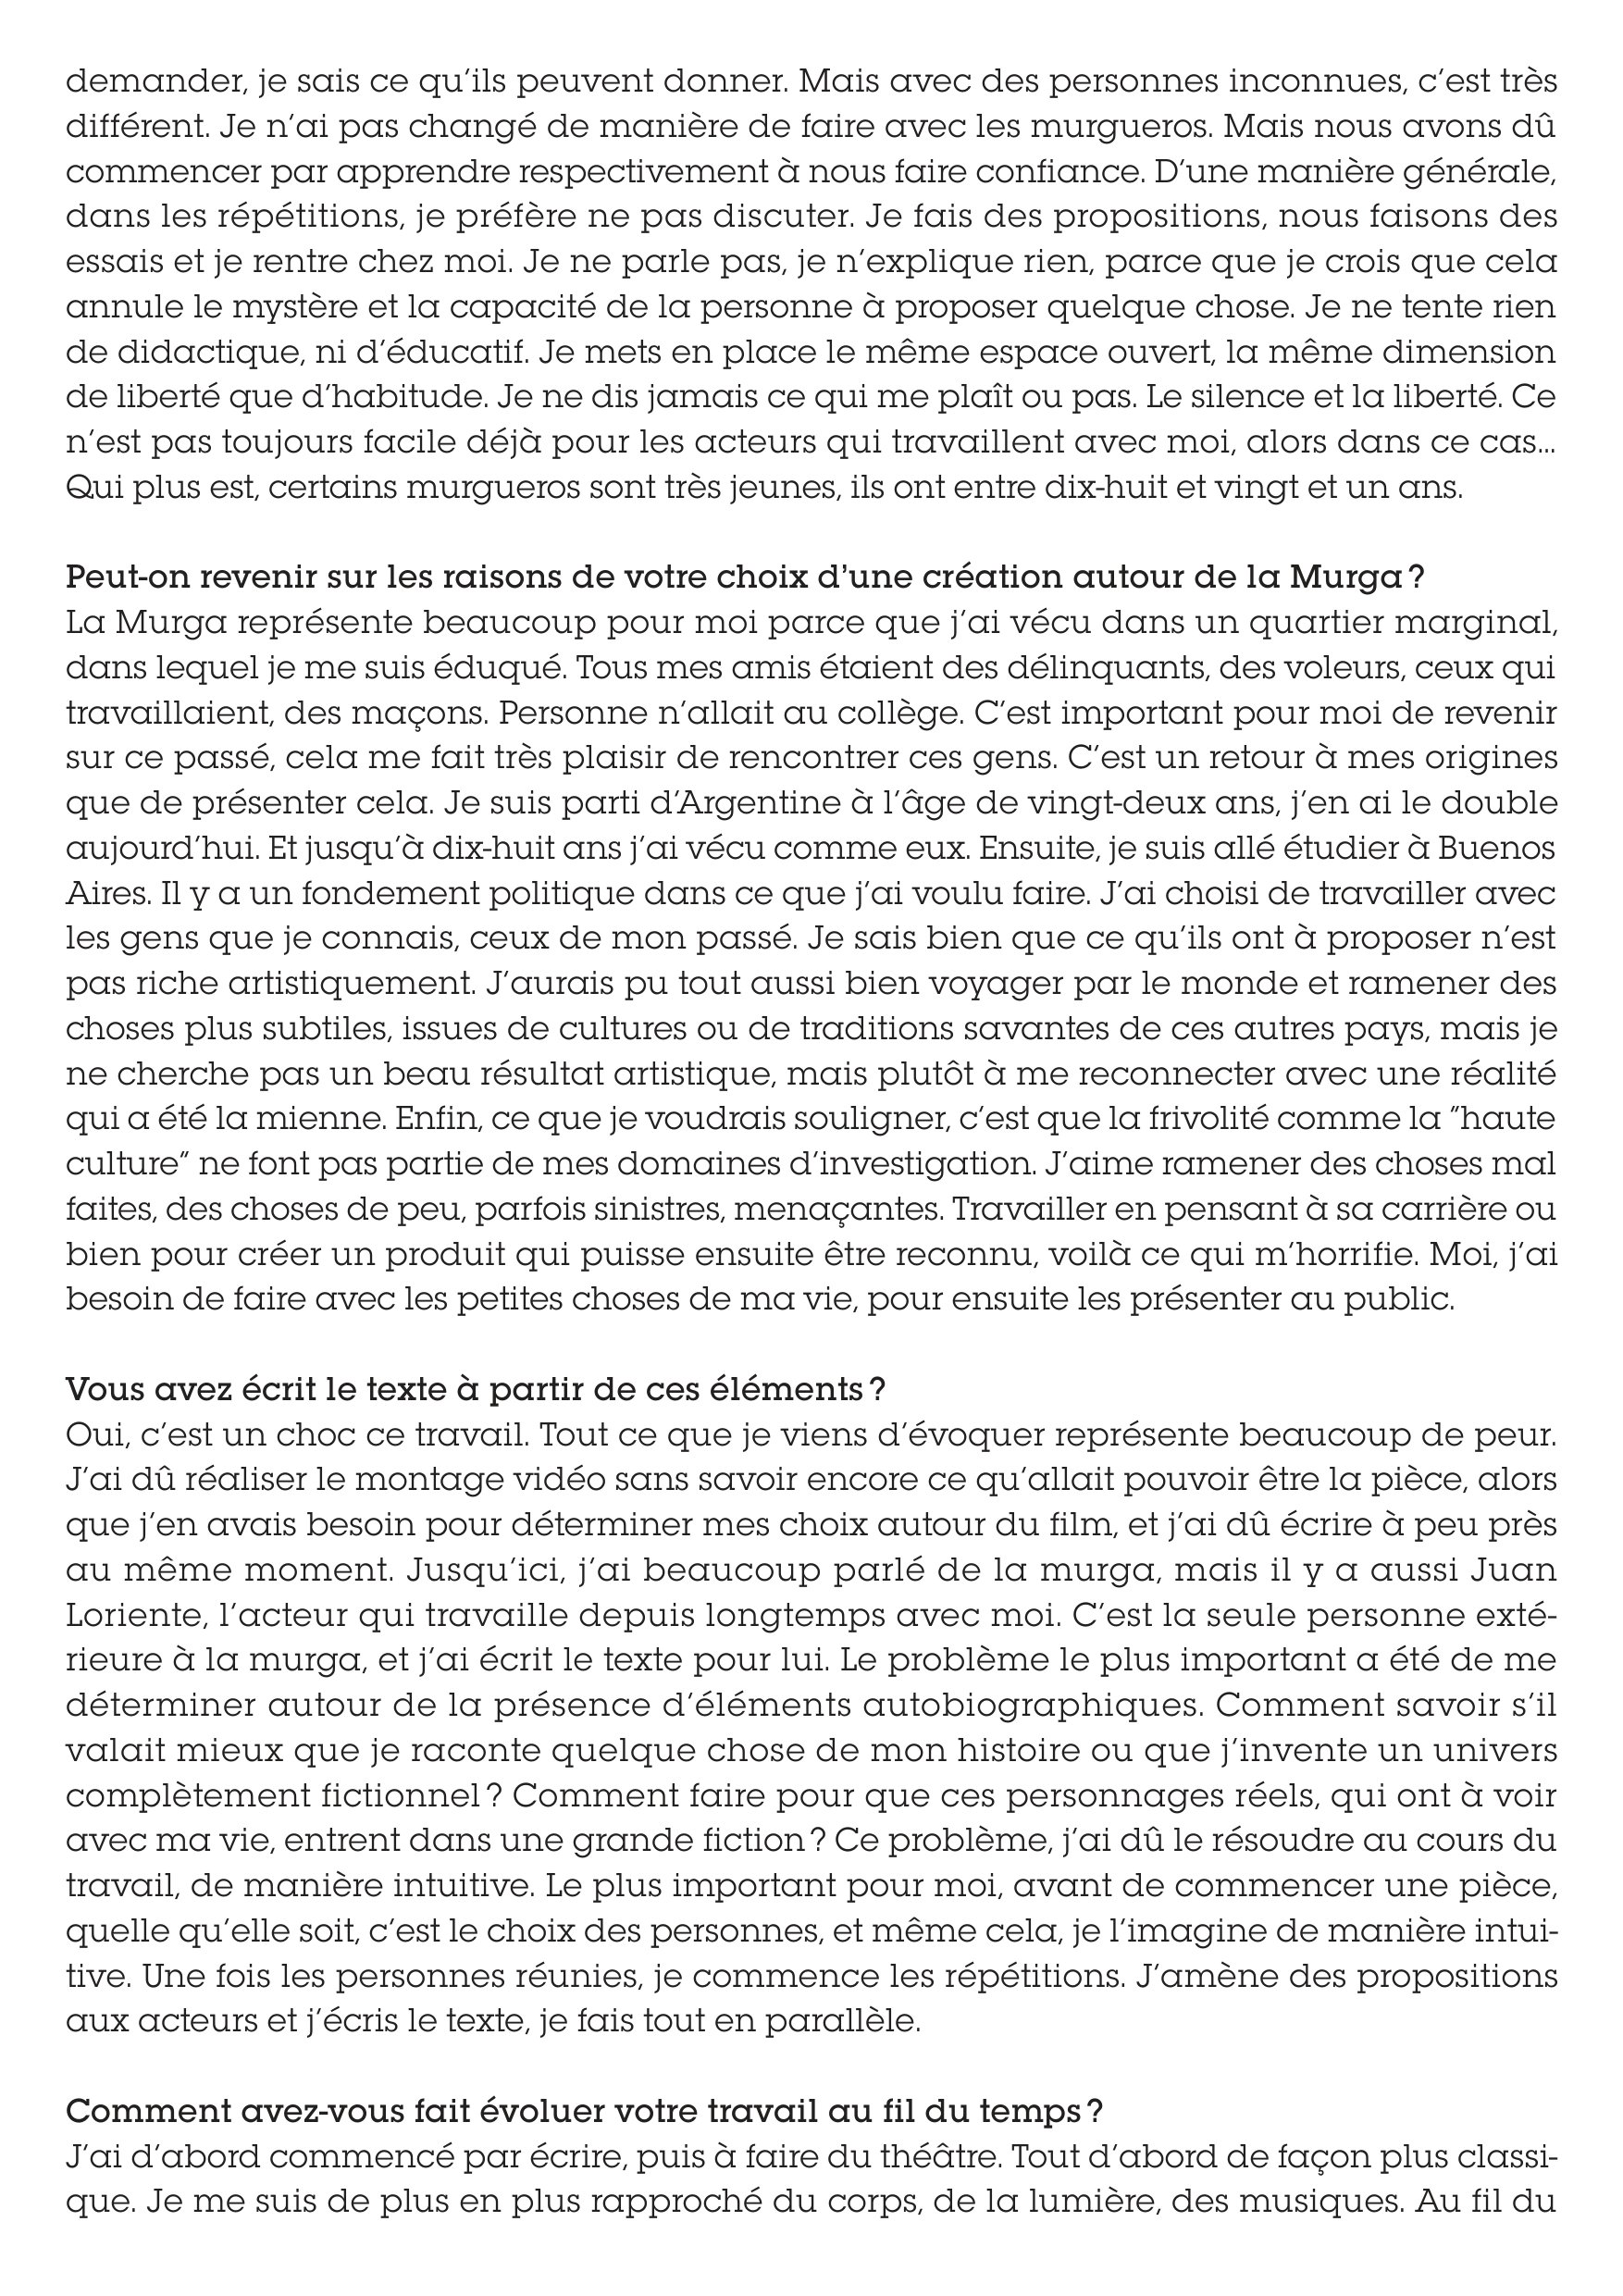 demander, je sais ce qu’ils peuvent donner. Mais avec des personnes inconnues, c’est très
différent. Je n’ai pas changé de manière de faire avec les murgueros. Mais nous avons dû
commencer par apprendre respectivement à nous faire confiance. D’une manière générale,
dans les répétitions, je préfère ne pas discuter. Je fais des propositions, nous faisons des
essais et je rentre chez moi. Je ne parle pas, je n’explique rien, parce que je crois que cela
annule le mystère et la capacité de la personne à proposer quelque chose. Je ne tente rien
de didactique, ni d’éducatif. Je mets en place le même espace ouvert, la même dimension
de liberté que d’habitude. Je ne dis jamais ce qui me plaît ou pas. Le silence et la liberté. Ce
n’est pas toujours facile déjà pour les acteurs qui travaillent avec moi, alors dans ce cas...
Qui plus est, certains murgueros sont très jeunes, ils ont entre dix-huit et vingt et un ans.

Peut-on revenir sur les raisons de votre choix d’une création autour de la Murga ?
La Murga représente beaucoup pour moi parce que j’ai vécu dans un quartier marginal,
dans lequel je me suis éduqué. Tous mes amis étaient des délinquants, des voleurs, ceux qui
travaillaient, des maçons. Personne n’allait au collège. C’est important pour moi de revenir
sur ce passé, cela me fait très plaisir de rencontrer ces gens. C’est un retour à mes origines
que de présenter cela. Je suis parti d’Argentine à l’âge de vingt-deux ans, j’en ai le double
aujourd’hui. Et jusqu’à dix-huit ans j’ai vécu comme eux. Ensuite, je suis allé étudier à Buenos
Aires. Il y a un fondement politique dans ce que j’ai voulu faire. J’ai choisi de travailler avec
les gens que je connais, ceux de mon passé. Je sais bien que ce qu’ils ont à proposer n’est
pas riche artistiquement. J’aurais pu tout aussi bien voyager par le monde et ramener des
choses plus subtiles, issues de cultures ou de traditions savantes de ces autres pays, mais je
ne cherche pas un beau résultat artistique, mais plutôt à me reconnecter avec une réalité
qui a été la mienne. Enfin, ce que je voudrais souligner, c’est que la frivolité comme la "haute
culture" ne font pas partie de mes domaines d’investigation. J’aime ramener des choses mal
faites, des choses de peu, parfois sinistres, menaçantes. Travailler en pensant à sa carrière ou
bien pour créer un produit qui puisse ensuite être reconnu, voilà ce qui m’horrifie. Moi, j’ai
besoin de faire avec les petites choses de ma vie, pour ensuite les présenter au public.

Vous avez écrit le texte à partir de ces éléments ?
Oui, c’est un choc ce travail. Tout ce que je viens d’évoquer représente beaucoup de peur.
J’ai dû réaliser le montage vidéo sans savoir encore ce qu’allait pouvoir être la pièce, alors
que j’en avais besoin pour déterminer mes choix autour du film, et j’ai dû écrire à peu près
au même moment. Jusqu’ici, j’ai beaucoup parlé de la murga, mais il y a aussi Juan
Loriente, l’acteur qui travaille depuis longtemps avec moi. C’est la seule personne exté-
rieure à la murga, et j’ai écrit le texte pour lui. Le problème le plus important a été de me
déterminer autour de la présence d’éléments autobiographiques. Comment savoir s’il
valait mieux que je raconte quelque chose de mon histoire ou que j’invente un univers
complètement fictionnel ? Comment faire pour que ces personnages réels, qui ont à voir
avec ma vie, entrent dans une grande fiction ? Ce problème, j’ai dû le résoudre au cours du
travail, de manière intuitive. Le plus important pour moi, avant de commencer une pièce,
quelle qu’elle soit, c’est le choix des personnes, et même cela, je l’imagine de manière intui-
tive. Une fois les personnes réunies, je commence les répétitions. J’amène des propositions
aux acteurs et j’écris le texte, je fais tout en parallèle.

Comment avez-vous fait évoluer votre travail au fil du temps ?
J’ai d’abord commencé par écrire, puis à faire du théâtre. Tout d’abord de façon plus classi-
que. Je me suis de plus en plus rapproché du corps, de la lumière, des musiques. Au fil du